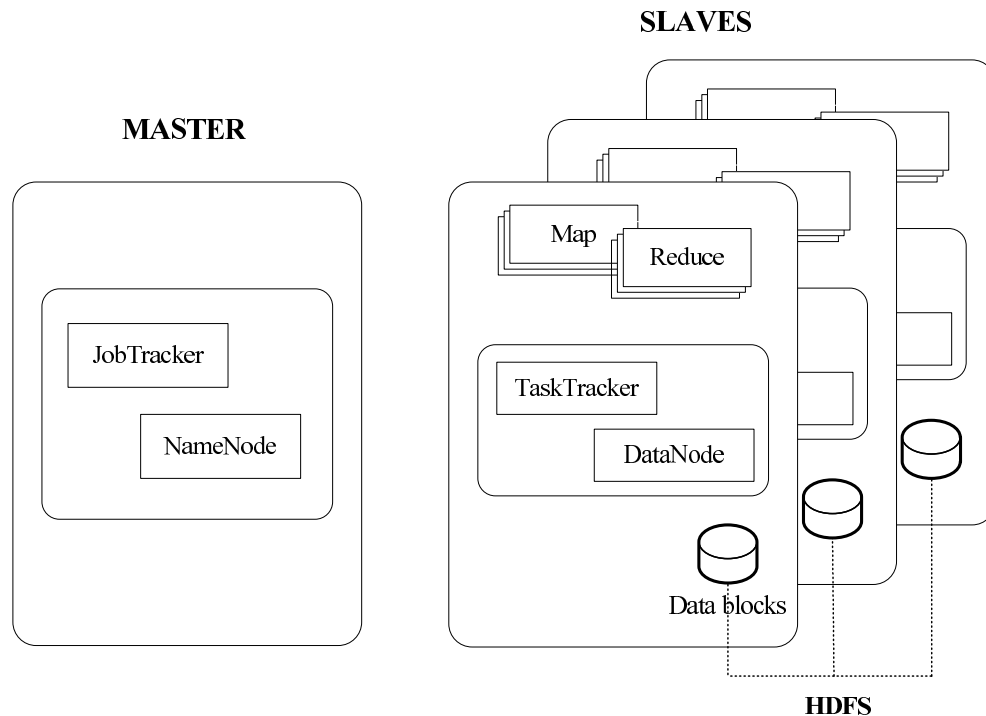 SLAVES
MASTER
Map
Reduce
JobTracker
NameNode
TaskTracker
DataNode
Data blocks
HDFS